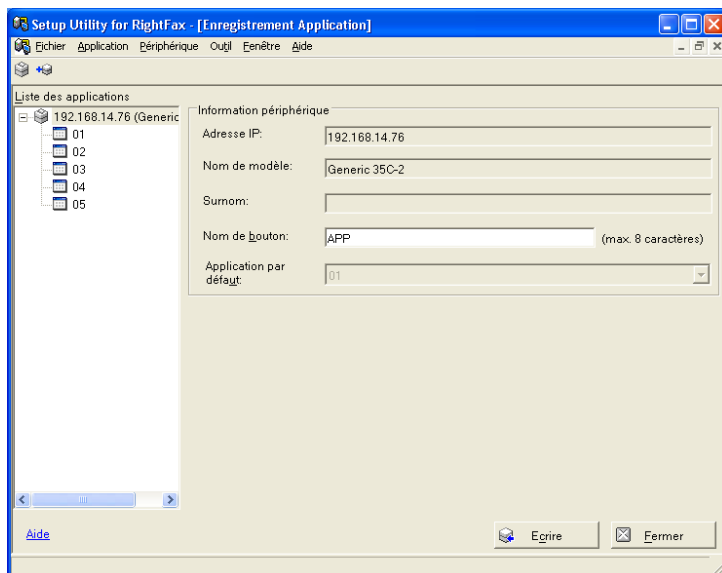 Setup Utility for RightFax - [Enregistrement Application]
Fichier Application Périphérique Outil Fenêtre Aide
Liste des applications
192.168.14.76 (Generic
01
02
03
04
05
Information périphérique
Adresse IP: 192.168.14.76
Nom de modèle: Generic 35C-2
Surnom:
Nom de bouton: APP (max. 8 caractères)
Application par
défaut: 01
Aide Ecrire Fermer